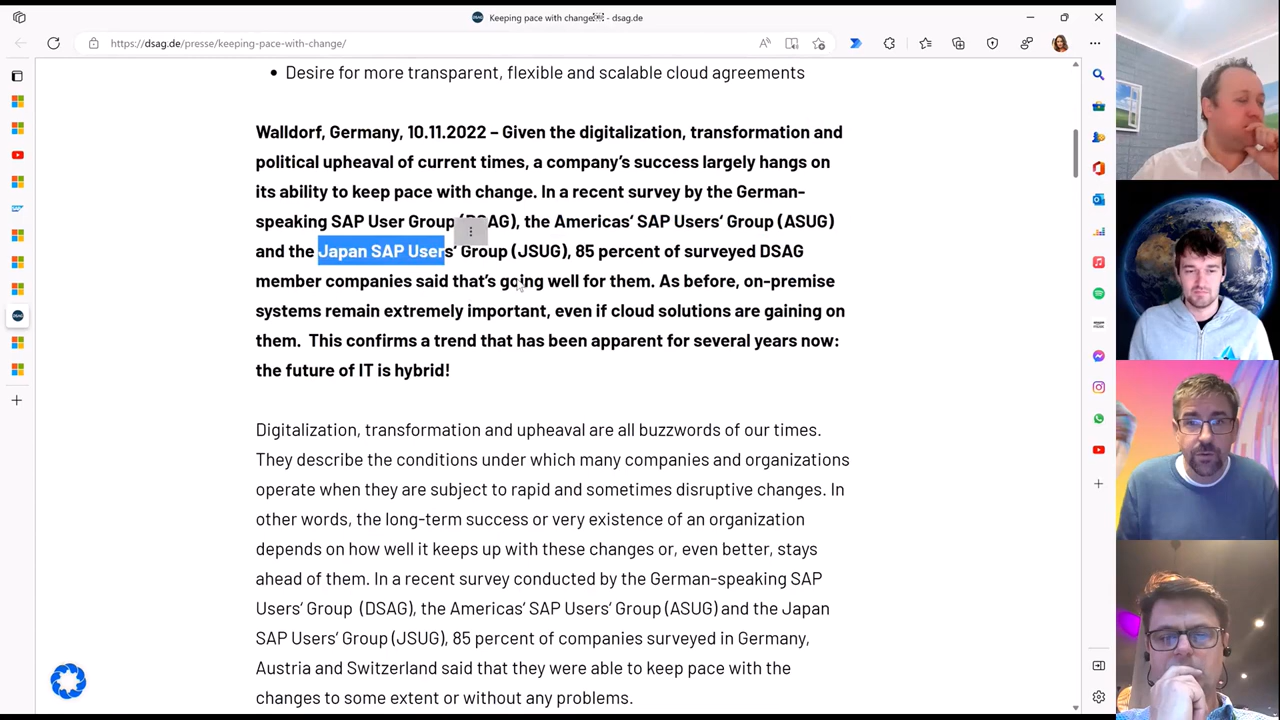 Keeping pace with change - dsag.de
https://dsag.de/presse/keeping-pace-with-change/
• Desire for more transparent, flexible and scalable cloud agreements
Walldorf, Germany, 10.11.2022 – Given the digitalization, transformation and
political upheaval of current times, a company's success largely hangs on
its ability to keep pace with change. In a recent survey by the German-
speaking SAP User Group (DSAG), the Americas' SAP Users' Group (ASUG)
and the Japan SAP Users' Group (JSUG), 85 percent of surveyed DSAG
member companies said that's going well for them. As before, on-premise
systems remain extremely important, even if cloud solutions are gaining on
them.  This confirms a trend that has been apparent for several years now:
the future of IT is hybrid!
Digitalization, transformation and upheaval are all buzzwords of our times.
They describe the conditions under which many companies and organizations
operate when they are subject to rapid and sometimes disruptive changes. In
other words, the long-term success or very existence of an organization
depends on how well it keeps up with these changes or, even better, stays
ahead of them. In a recent survey conducted by the German-speaking SAP
Users' Group  (DSAG), the Americas' SAP Users' Group (ASUG) and the Japan
SAP Users' Group (JSUG), 85 percent of companies surveyed in Germany,
Austria and Switzerland said that they were able to keep pace with the
changes to some extent or without any problems.